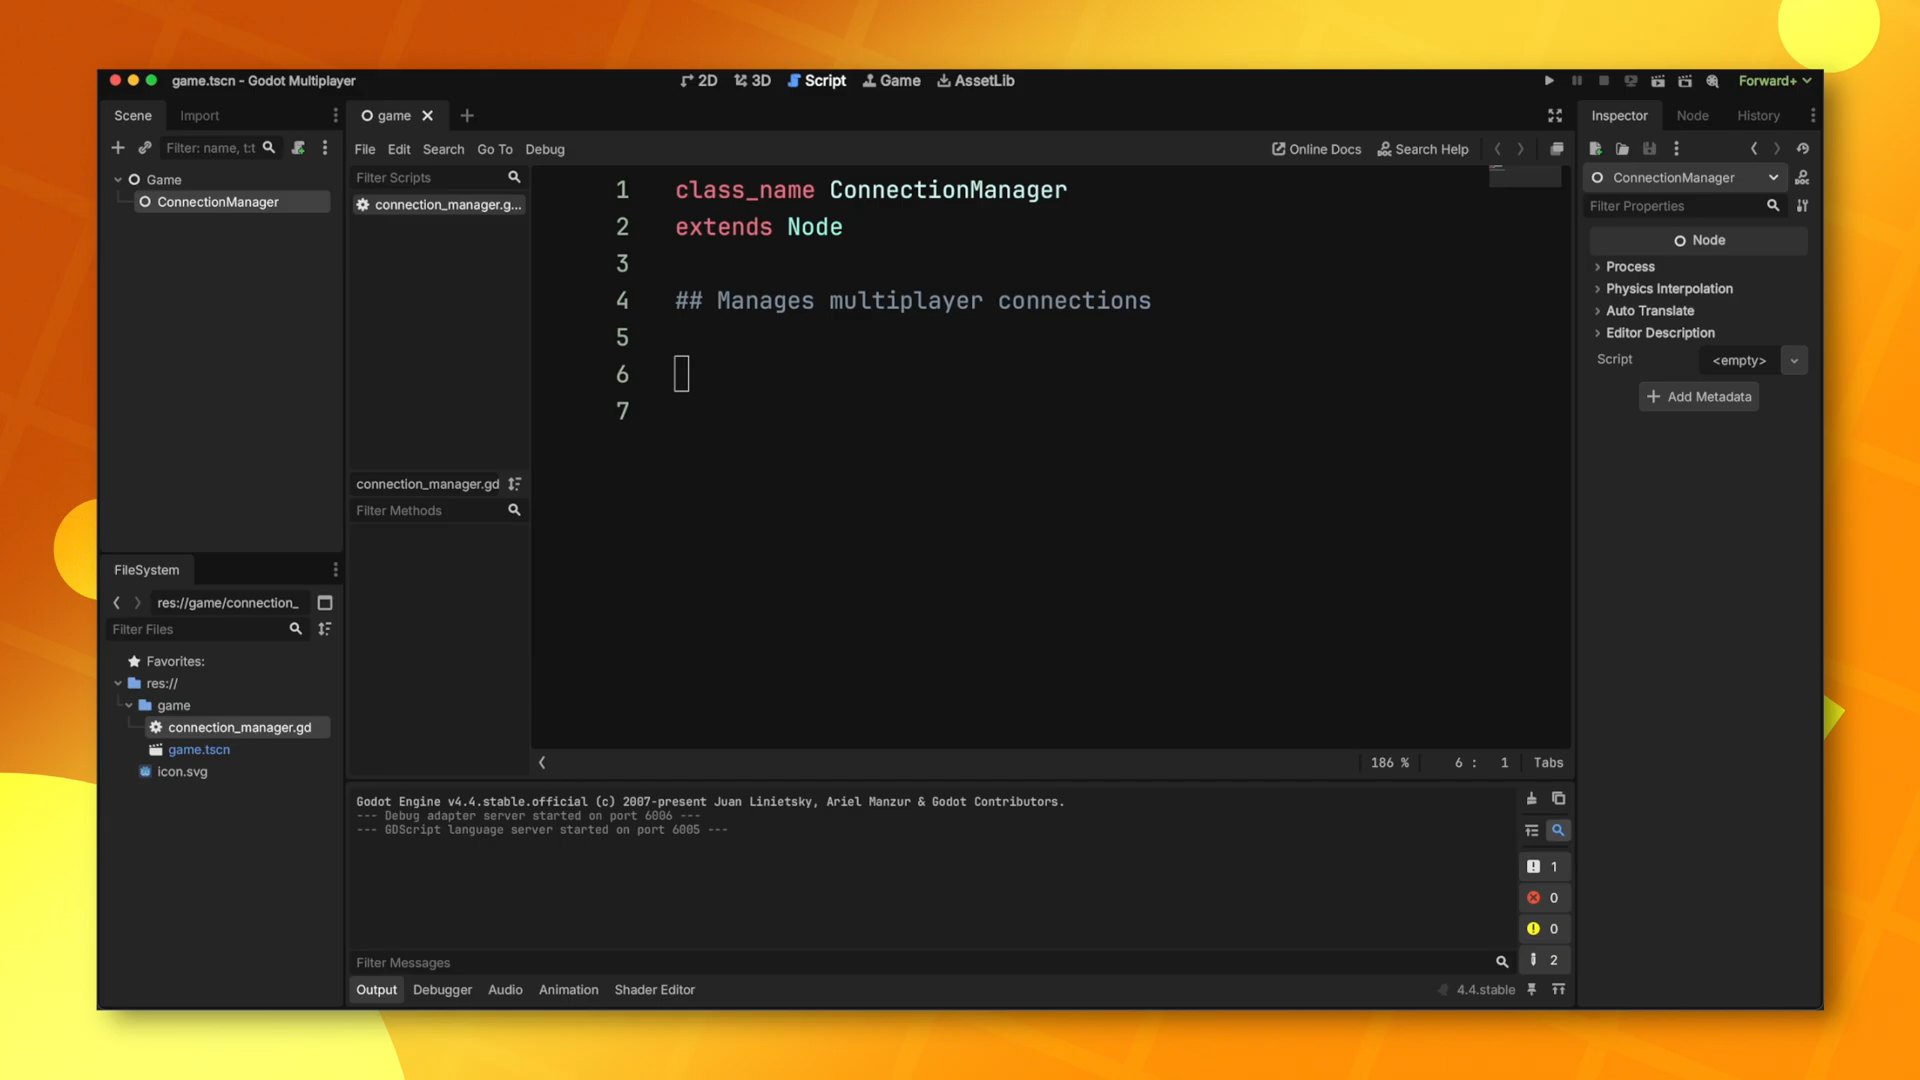 game.tscn - Godot Multiplayer
2D
3D
Script
Game
AssetLib
Forward+
Scene
Import
Filter: name, t:t
Game
ConnectionManager
game
File
Edit
Search
Go To
Debug
Online Docs
Search Help
Filter Scripts
connection_manager.g...
connection_manager.gd
Filter Methods
1 class_name ConnectionManager
2 extends Node
3
4 ## Manages multiplayer connections
5
6
7
186 %
6 : 1
Tabs
Inspector
Node
History
ConnectionManager
Filter Properties
Node
Process
Physics Interpolation
Auto Translate
Editor Description
Script
<empty>
Add Metadata
FileSystem
res://game/connection_
Filter Files
Favorites:
res://
game
connection_manager.gd
game.tscn
icon.svg
Godot Engine v4.4.stable.official (c) 2007-present Juan Linietsky, Ariel Manzur & Godot Contributors.
--- Debug adapter server started on port 6006 ---
--- GDScript language server started on port 6005 ---
1
0
0
2
Filter Messages
Output
Debugger
Audio
Animation
Shader Editor
4.4.stable